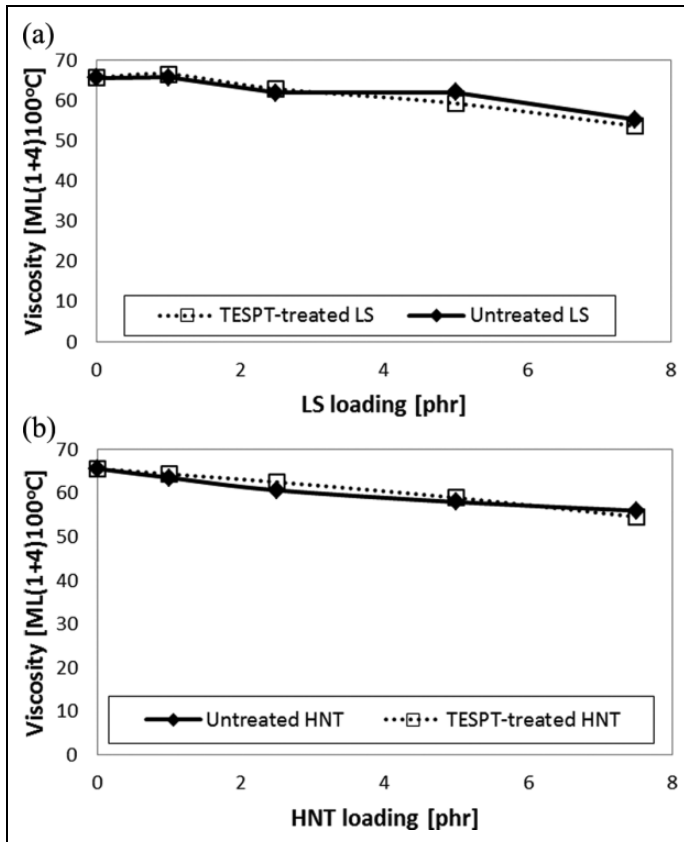 (a)
70
60
50
40
30
20
10
0
Viscosity [ML(1+4)100°C]
TESPT-treated LS
Untreated LS
0 2 4 6 8
LS loading [phr]
(b)
70
60
50
40
30
20
10
0
Viscosity [ML(1+4)100°C]
Untreated HNT
TESPT-treated HNT
0 2 4 6 8
HNT loading [phr]